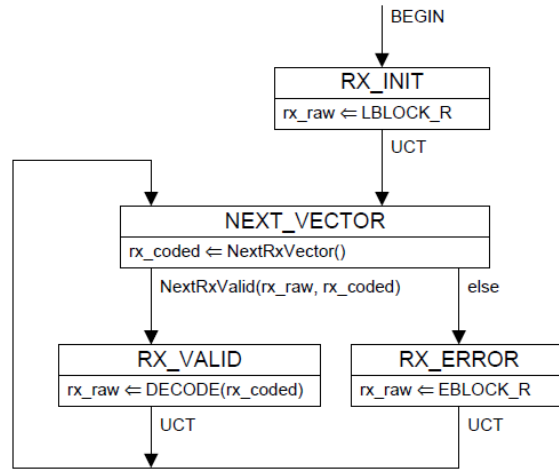 BEGIN
RX_INIT
rx_raw ⇐ LBLOCK_R
UCT
NEXT_VECTOR
rx_coded ⇐ NextRxVector()
NextRxValid(rx_raw, rx_coded)
else
RX_VALID
rx_raw ⇐ DECODE(rx_coded)
UCT
RX_ERROR
rx_raw ⇐ EBLOCK_R
UCT